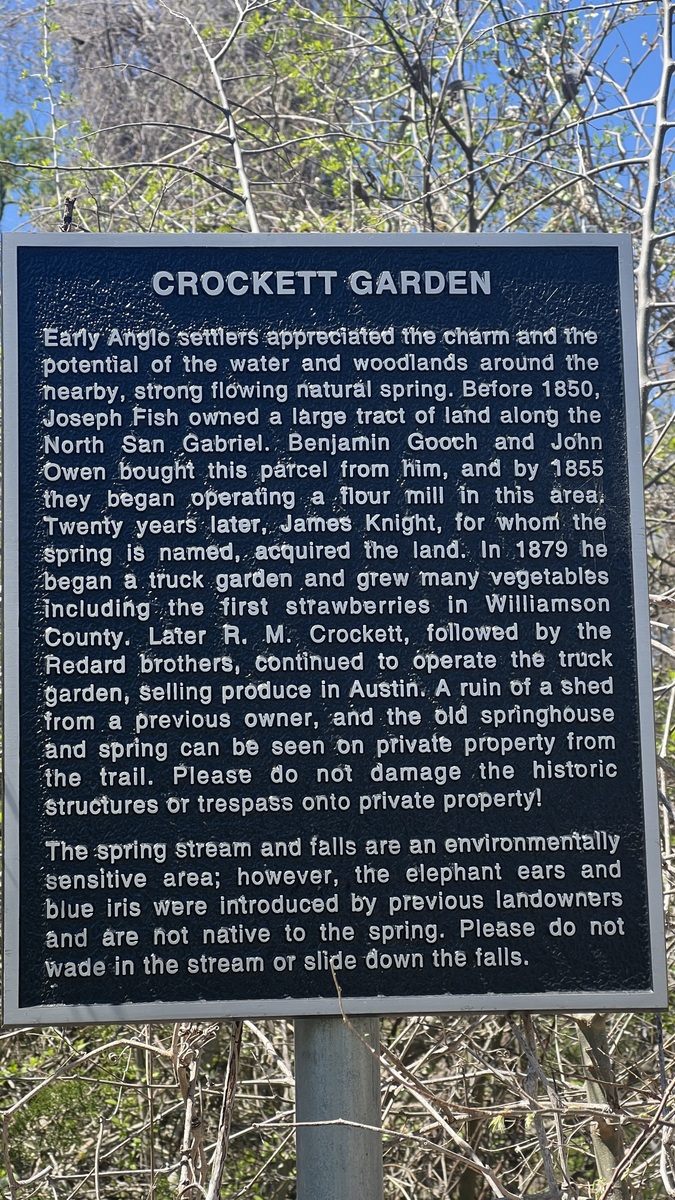 CROCKETT GARDEN
Early Anglo settlers appreciated the charm and the
potential of the water and woodlands around the
nearby, strong flowing natural spring. Before 1850,
Joseph Fish owned a large tract of land along the
North San Gabriel. Benjamin Gooch and John
Owen bought this parcel from him, and by 1855
they began operating a flour mill in this area.
Twenty years later, James Knight, for whom the
spring is named, acquired the land. In 1879 he
began a truck garden and grew many vegetables
including the first strawberries in Williamson
County. Later R. M. Crockett, followed by the
Redard brothers, continued to operate the truck
garden, selling produce in Austin. A ruin of a shed
from a previous owner, and the old springhouse
and spring can be seen on private property from
the trail. Please do not damage the historic
structures or trespass onto private property!
The spring stream and falls are an environmentally
sensitive area; however, the elephant ears and
blue iris were introduced by previous landowners
and are not native to the spring. Please do not
wade in the stream or slide down the falls.